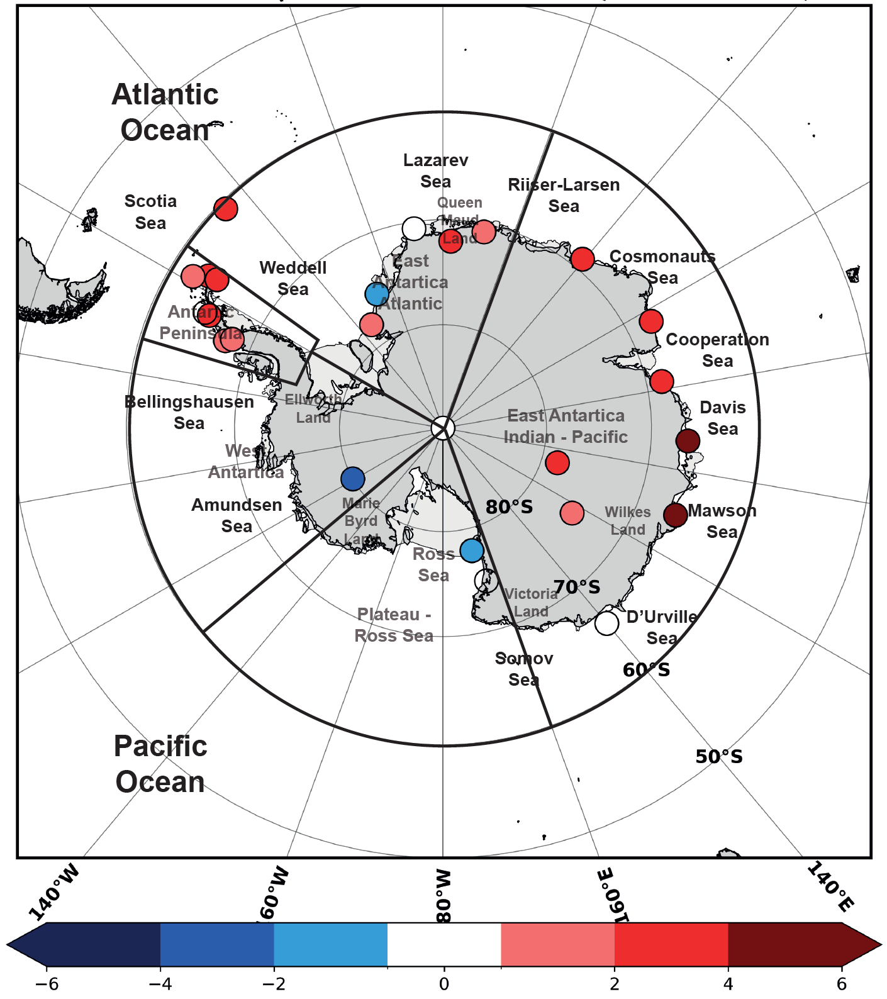 Atlantic
Ocean
Lazarev
Sea
Riiser-Larsen
Sea
Scotia
Sea
Queen
Maud
Land
Weddell
Sea
East
Antartica
Atlantic
Cosmonauts
Sea
Antartic
Peninsula
Cooperation
Sea
Bellingshausen
Sea
Ellworth
Land
East Antartica
Indian - Pacific
Davis
Sea
West
Antartica
Amundsen
Sea
Marie
Byrd
Land
80°S
Wilkes
Land
Mawson
Sea
Ross
Sea
70°S
Victoria
Land
Plateau -
Ross Sea
D’Urville
Sea
Somov
Sea
60°S
Pacific
Ocean
50°S
140°W
60°W
80°W
160°E
140°E
−6
−4
−2
0
2
4
6